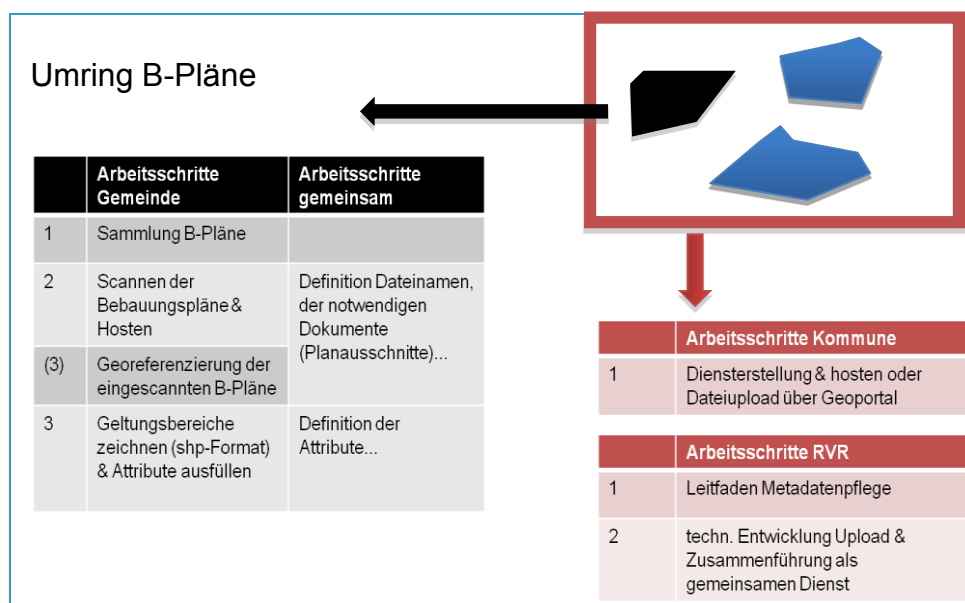 Umring B-Pläne
Arbeitsschritte
Gemeinde
Arbeitsschritte
gemeinsam
1
Sammlung B-Pläne
2
Scannen der
Bebauungspläne &
Hosten
Definition Dateinamen,
der notwendigen
Dokumente
(Planausschnitte)...
(3)
Georeferenzierung der
eingescannten B-Pläne
3
Geltungsbereiche
zeichnen (shp-Format)
& Attribute ausfüllen
Definition der
Attribute...
Arbeitsschritte Kommune
1
Diensterstellung & hosten oder
Dateiupload über Geoportal
Arbeitsschritte RVR
1
Leitfaden Metadatenpflege
2
techn. Entwicklung Upload &
Zusammenführung als
gemeinsamen Dienst